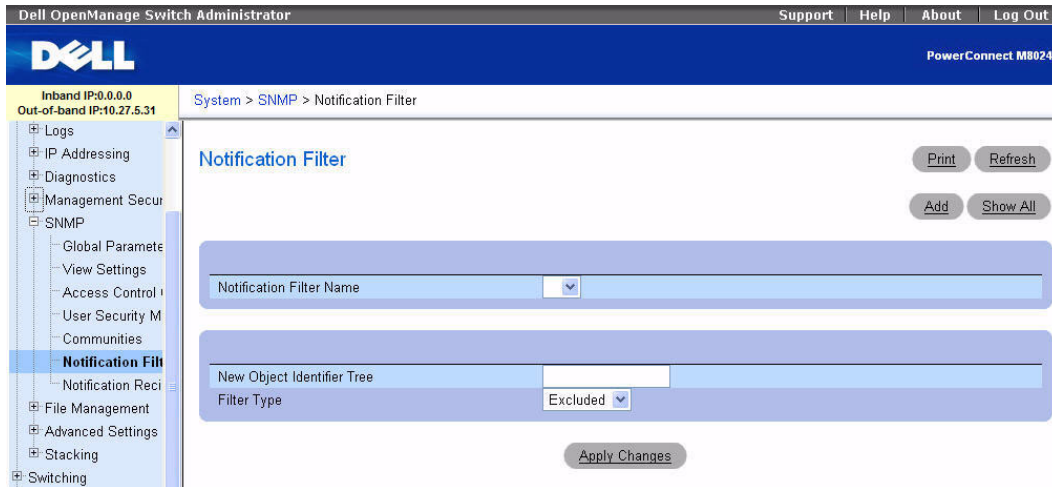 Dell OpenManage Switch Administrator
Support Help About Log Out
DELL
PowerConnect M8024
Inband IP:0.0.0.0
Out-of-band IP:10.27.5.31
System > SNMP > Notification Filter
Logs
IP Addressing
Diagnostics
Management Secur
SNMP
Global Paramete
View Settings
Access Control
User Security M
Communities
Notification Filt
Notification Reci
File Management
Advanced Settings
Stacking
Switching
Notification Filter
Print Refresh
Add Show All
Notification Filter Name
New Object Identifier Tree
Filter Type Excluded
Apply Changes